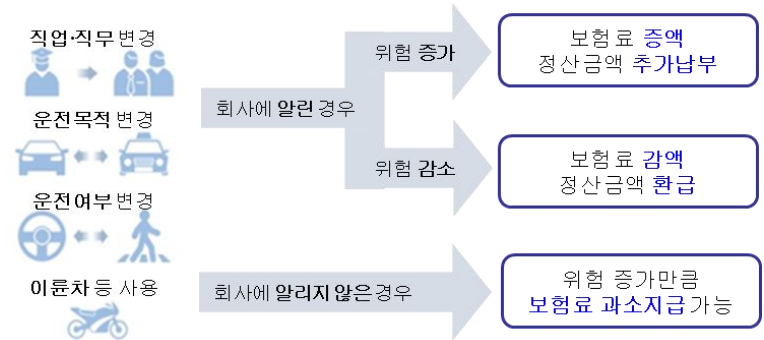 직업·직무 변경
운전목적 변경
운전여부 변경
이륜차 등 사용
회사에 알린 경우
위험 증가
보험료 증액
정산금액 추가납부
위험 감소
보험료 감액
정산금액 환급
회사에 알리지 않은 경우
위험 증가만큼
보험료 과소지급 가능